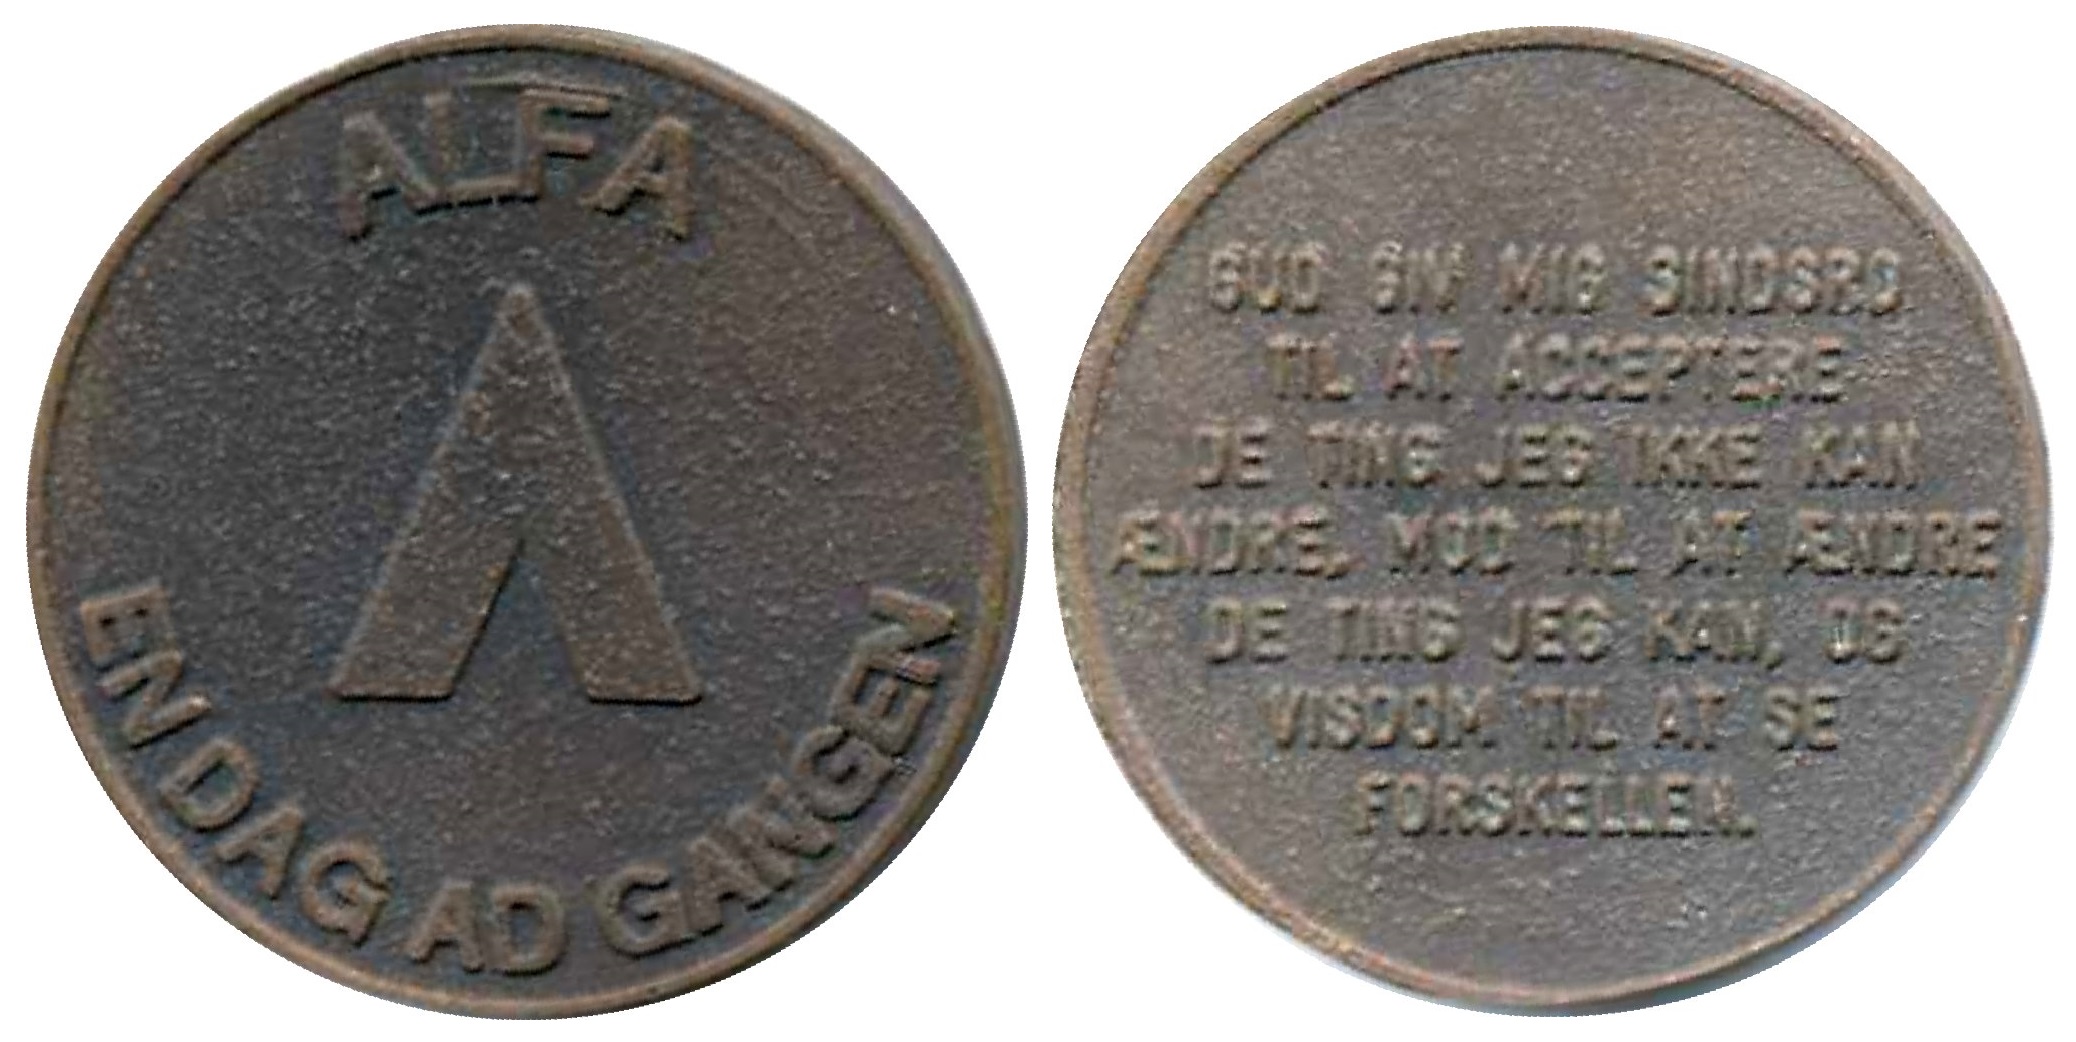 ALFA
EN DAG AD GANGEN
GUD GIV MIG SINDSRO
TIL AT ACCEPTERE
DE TING JEG IKKE KAN
ÆNDRE, MOD TIL AT ÆNDRE
DE TING JEG KAN, OG
VISDOM TIL AT SE
FORSKELLEN.